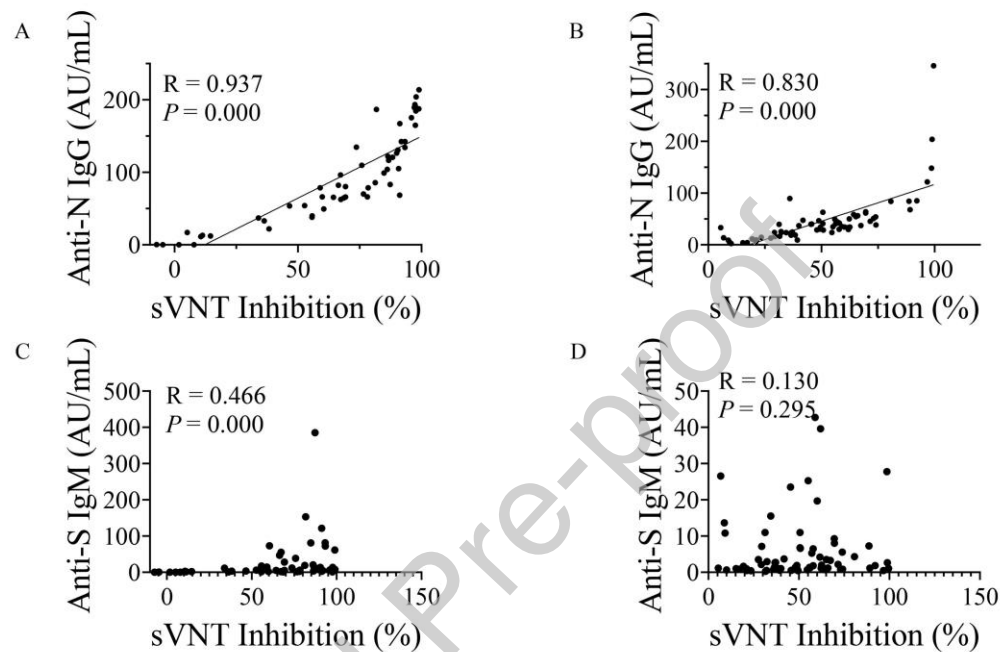 A
Anti-N IgG (AU/mL)
R = 0.937
P = 0.000
200
100
0
0
50
100
sVNT Inhibition (%)
B
Anti-N IgG (AU/mL)
R = 0.830
P = 0.000
300
200
100
0
0
50
100
sVNT Inhibition (%)
C
Anti-S IgM (AU/mL)
R = 0.466
P = 0.000
500
400
300
200
100
0
0
50
100
150
sVNT Inhibition (%)
D
Anti-S IgM (AU/mL)
R = 0.130
P = 0.295
50
40
30
20
10
0
0
50
100
150
sVNT Inhibition (%)
Pre-proof